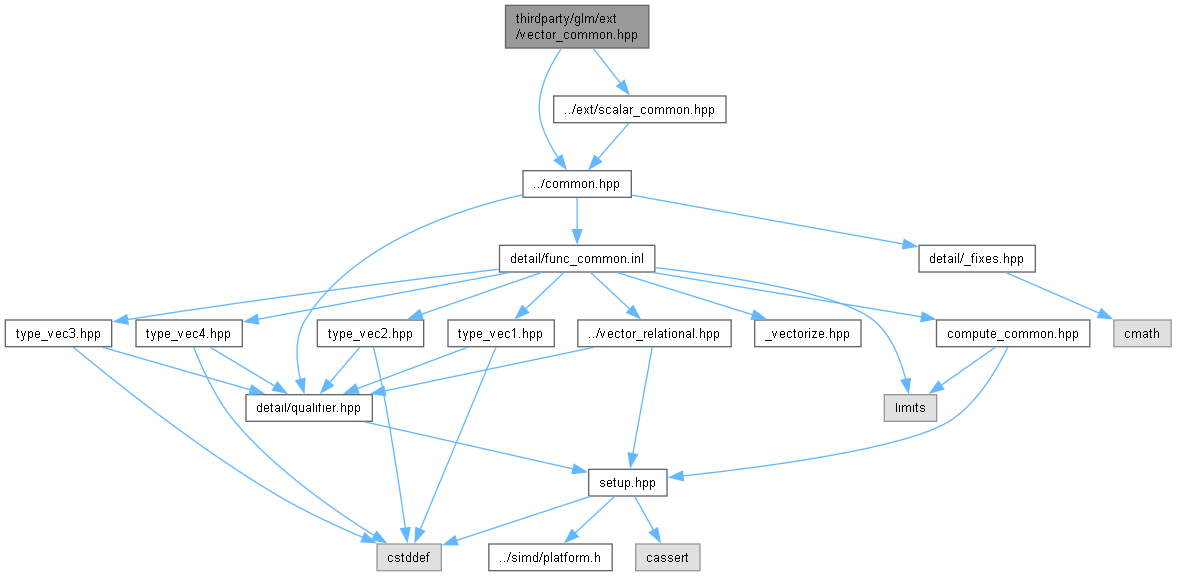 thirdparty/glm/ext
/vector_common.hpp
../ext/scalar_common.hpp
../common.hpp
detail/func_common.inl
detail/_fixes.hpp
type_vec3.hpp
type_vec4.hpp
type_vec2.hpp
type_vec1.hpp
../vector_relational.hpp
_vectorize.hpp
compute_common.hpp
cmath
detail/qualifier.hpp
limits
setup.hpp
cstddef
../simd/platform.h
cassert